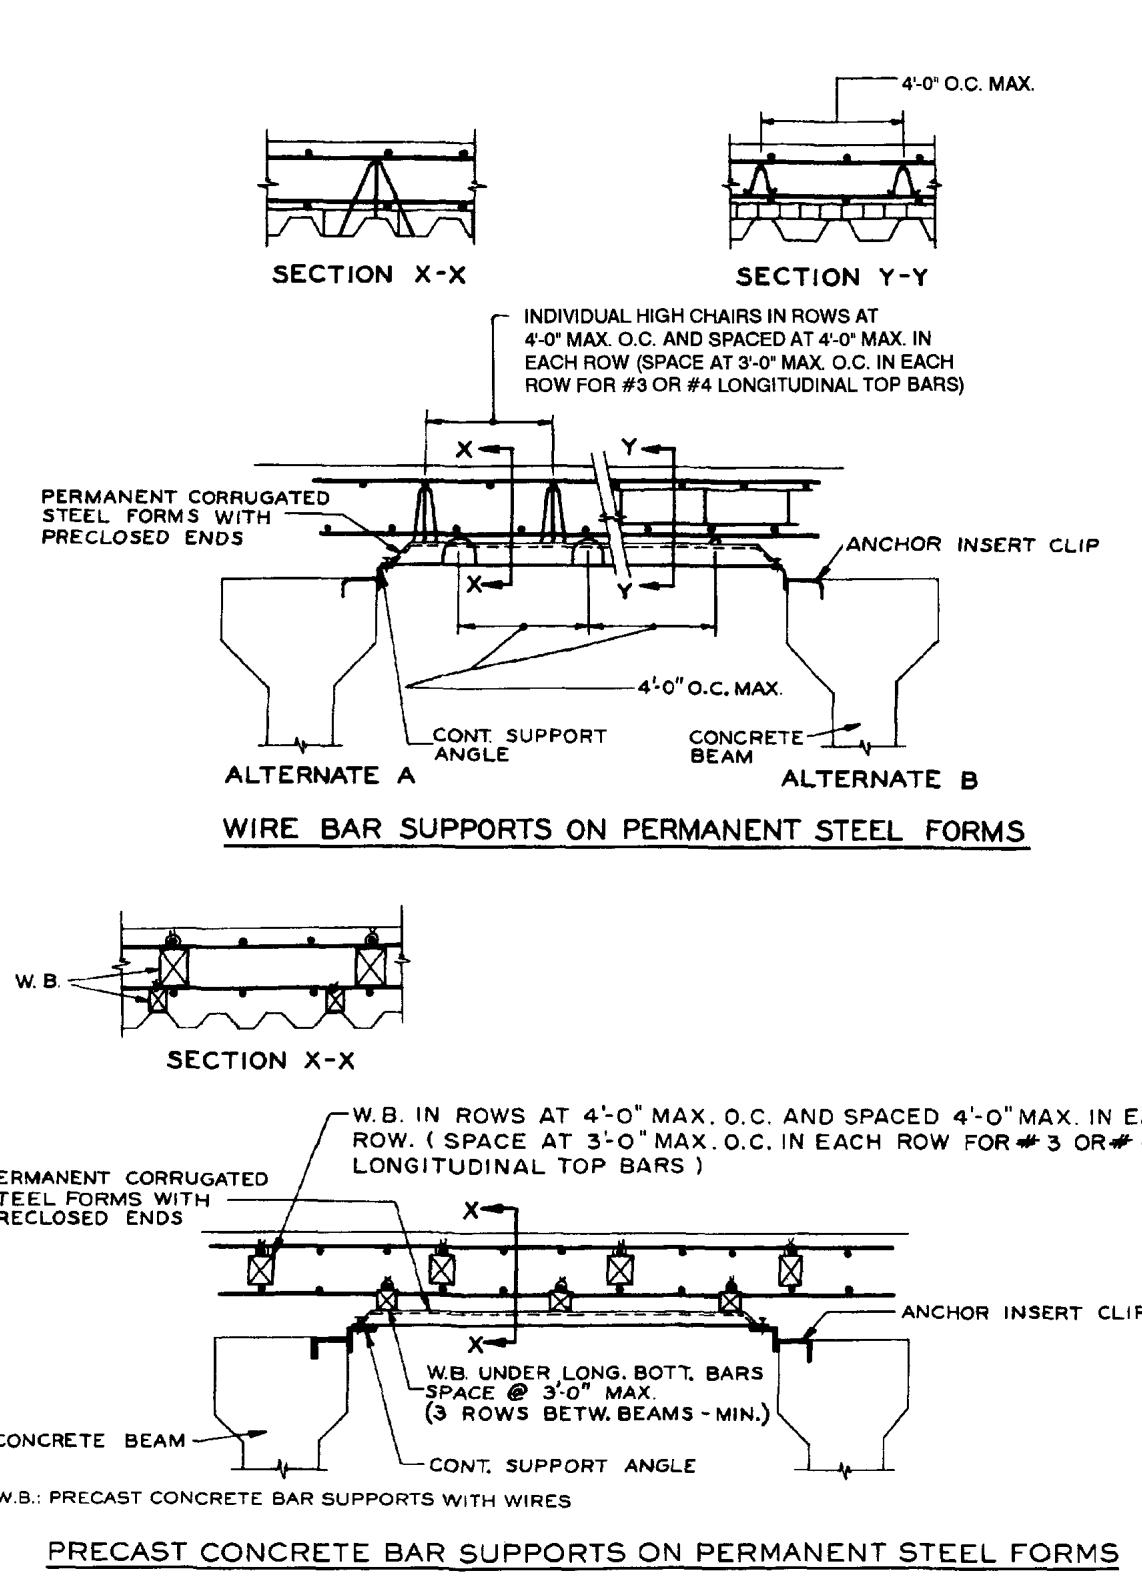 4'-0" O.C. MAX.
SECTION X-X
SECTION Y-Y
INDIVIDUAL HIGH CHAIRS IN ROWS AT
4'-0" MAX. O.C. AND SPACED AT 4'-0" MAX. IN
EACH ROW (SPACE AT 3'-0" MAX. O.C. IN EACH
ROW FOR #3 OR #4 LONGITUDINAL TOP BARS)
X
Y
PERMANENT CORRUGATED
STEEL FORMS WITH
PRECLOSED ENDS
ANCHOR INSERT CLIP
X
Y
4'-0" O.C. MAX.
CONT. SUPPORT
ANGLE
CONCRETE
BEAM
ALTERNATE A
ALTERNATE B
WIRE BAR SUPPORTS ON PERMANENT STEEL FORMS
W.B.
SECTION X-X
W.B. IN ROWS AT 4'-0" MAX. O.C. AND SPACED 4'-0" MAX. IN E
ROW. (SPACE AT 3'-0" MAX. O.C. IN EACH ROW FOR #3 OR #
LONGITUDINAL TOP BARS)
ERMANENT CORRUGATED
TEEL FORMS WITH
RECLOSED ENDS
X
ANCHOR INSERT CLIP
X
W.B. UNDER LONG. BOTT. BARS
SPACE @ 3'-0" MAX.
(3 ROWS BETW. BEAMS - MIN.)
CONCRETE BEAM
CONT. SUPPORT ANGLE
W.B.: PRECAST CONCRETE BAR SUPPORTS WITH WIRES
PRECAST CONCRETE BAR SUPPORTS ON PERMANENT STEEL FORMS